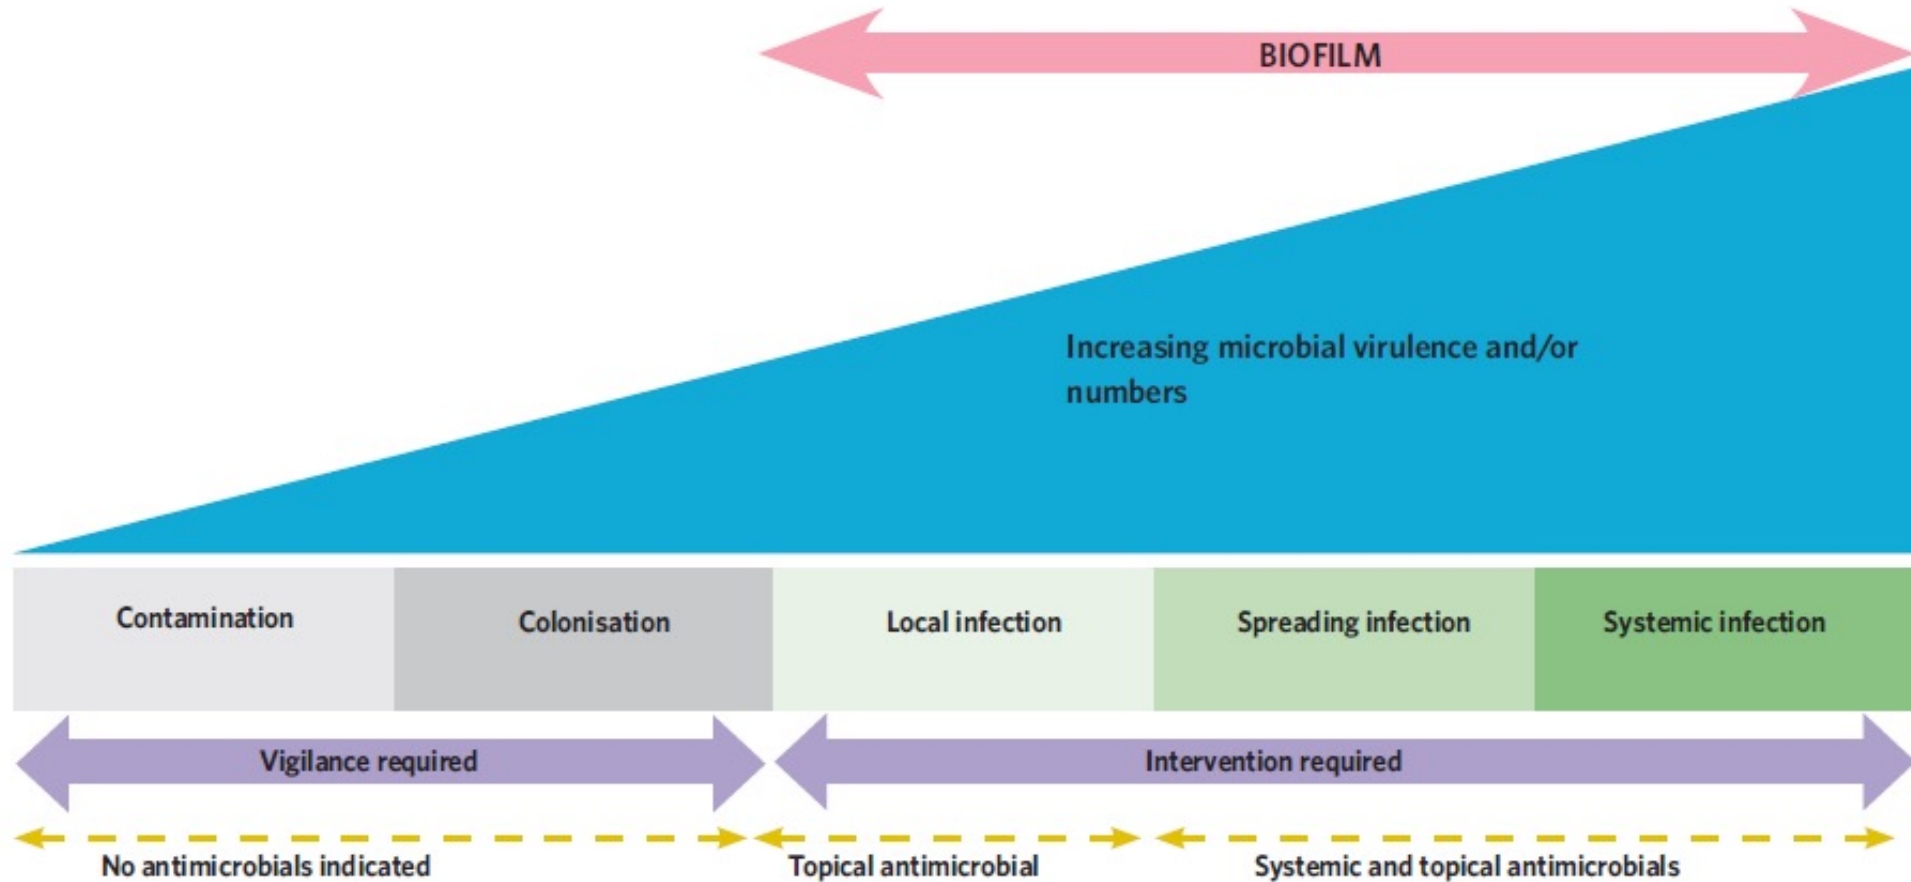 BIOFILM
Increasing microbial virulence and/or
numbers
Contamination
Colonisation
Local infection
Spreading infection
Systemic infection
Vigilance required
Intervention required
No antimicrobials indicated
Topical antimicrobial
Systemic and topical antimicrobials